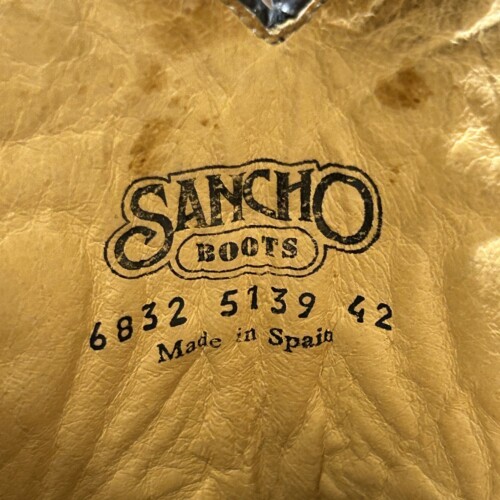 SANCHO
BOOTS
6832 5139 42
Made in Spain